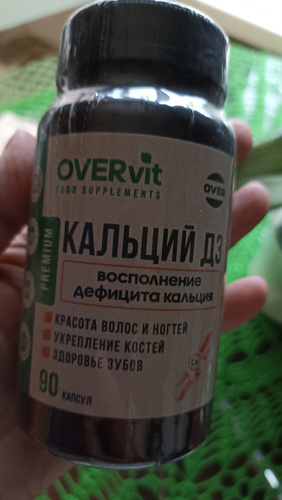 OVERvit
FOOD SUPPLEMENTS
OVER
PREMIUM
КАЛЬЦИЙ Д3
ВОСПОЛНЕНИЕ
ДЕФИЦИТА КАЛЬЦИЯ
КРАСОТА ВОЛОС И НОГТЕЙ
УКРЕПЛЕНИЕ КОСТЕЙ
ЗДОРОВЬЕ ЗУБОВ
90 КАПСУЛ